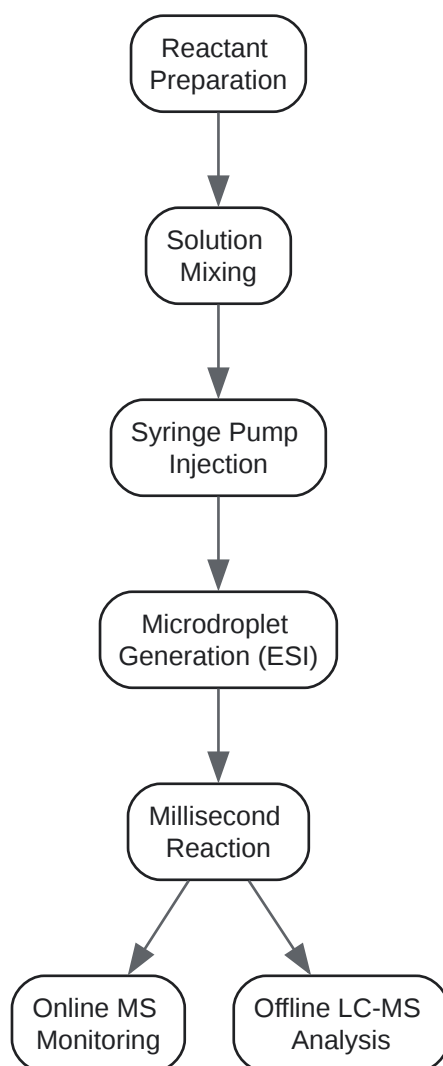 Reactant
Preparation
Solution
Mixing
Syringe Pump
Injection
Microdroplet
Generation (ESI)
Millisecond
Reaction
Online MS
Monitoring
Offline LC-MS
Analysis